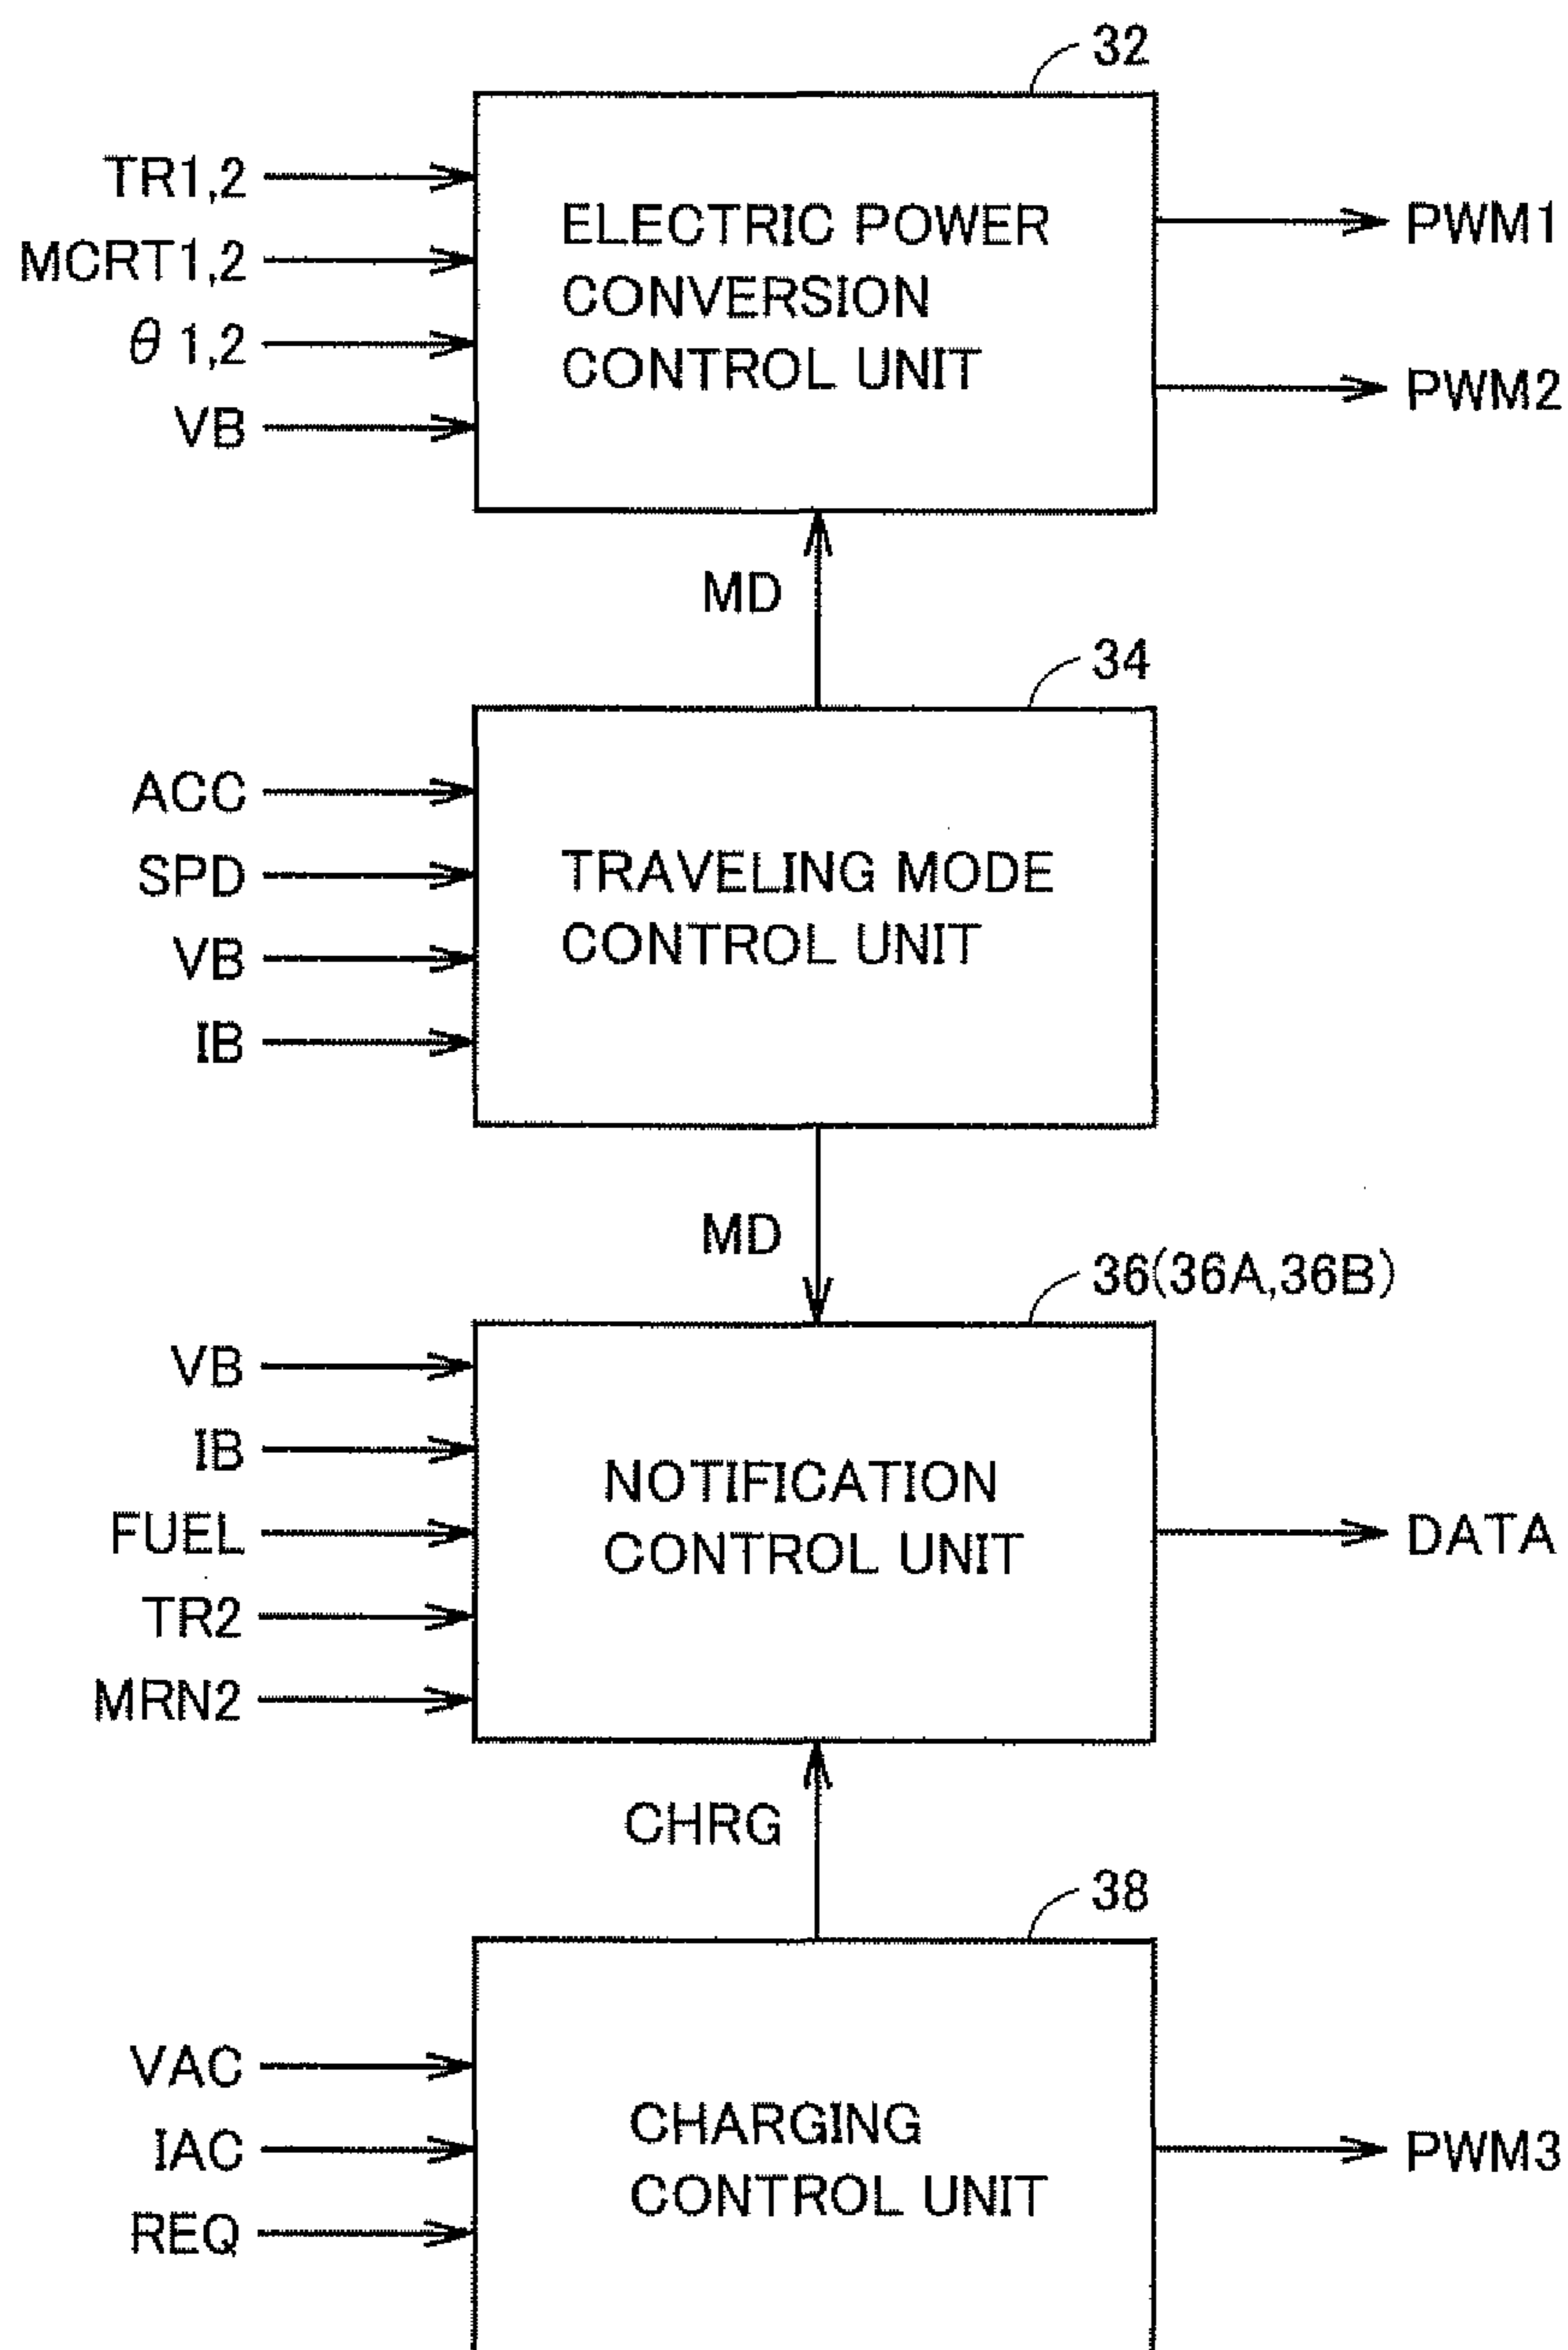 32
TR1,2
MCRT1,2
θ 1,2
VB
ELECTRIC POWER
CONVERSION
CONTROL UNIT
PWM1
PWM2
MD
34
ACC
SPD
VB
IB
TRAVELING MODE
CONTROL UNIT
MD
36(36A,36B)
VB
IB
FUEL
TR2
MRN2
NOTIFICATION
CONTROL UNIT
DATA
CHRG
38
VAC
IAC
REQ
CHARGING
CONTROL UNIT
PWM3